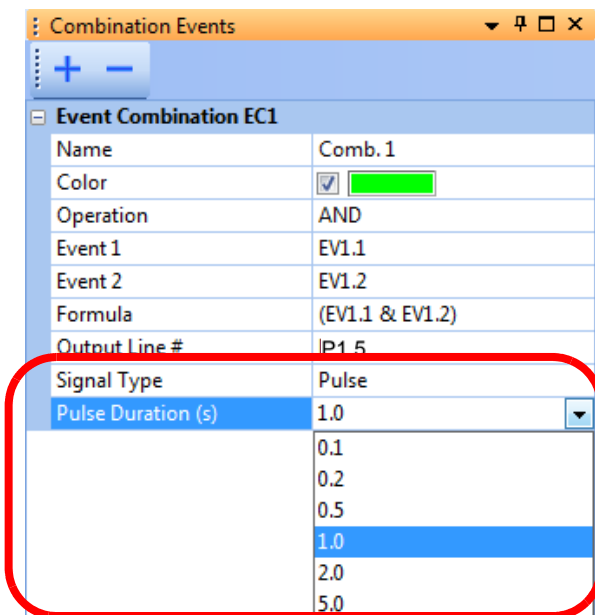 Combination Events
Event Combination EC1
Name Comb. 1
Color
Operation AND
Event 1 EV1.1
Event 2 EV1.2
Formula (EV1.1 & EV1.2)
Output Line # P1.5
Signal Type Pulse
Pulse Duration (s) 1.0
0.1
0.2
0.5
1.0
2.0
5.0